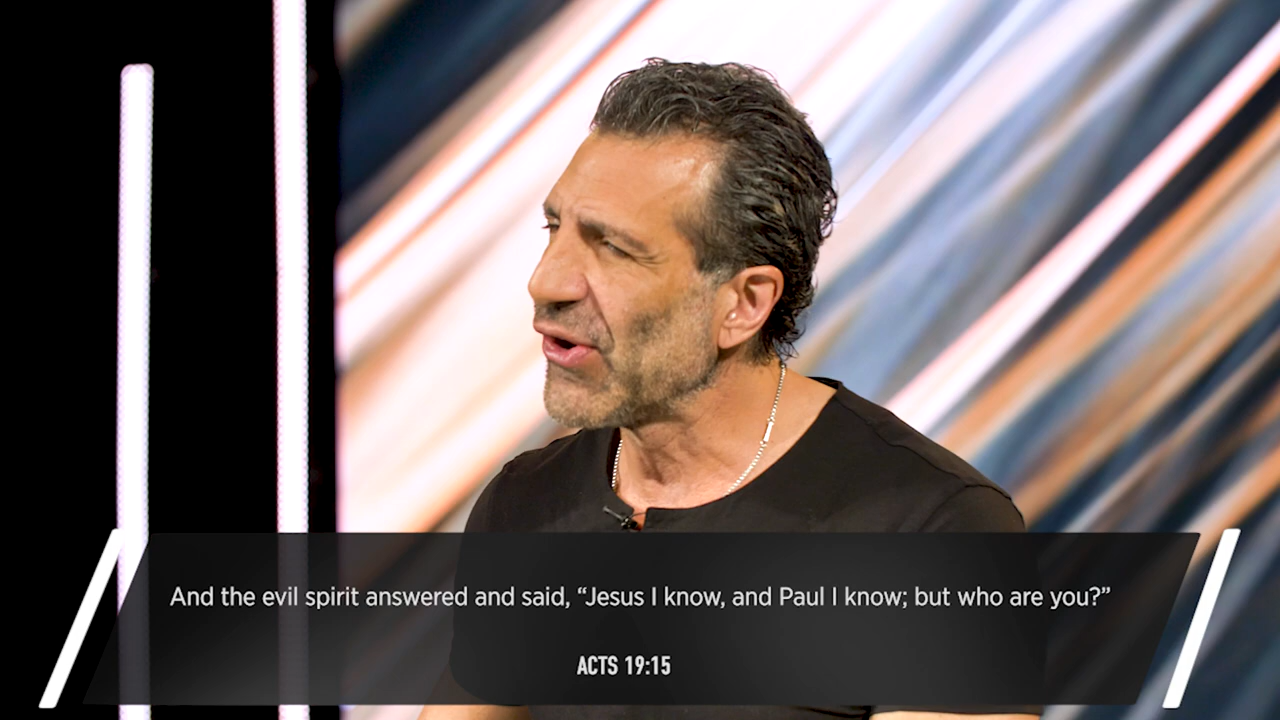 And the evil spirit answered and said, “Jesus I know, and Paul I know; but who are you?”
ACTS 19:15